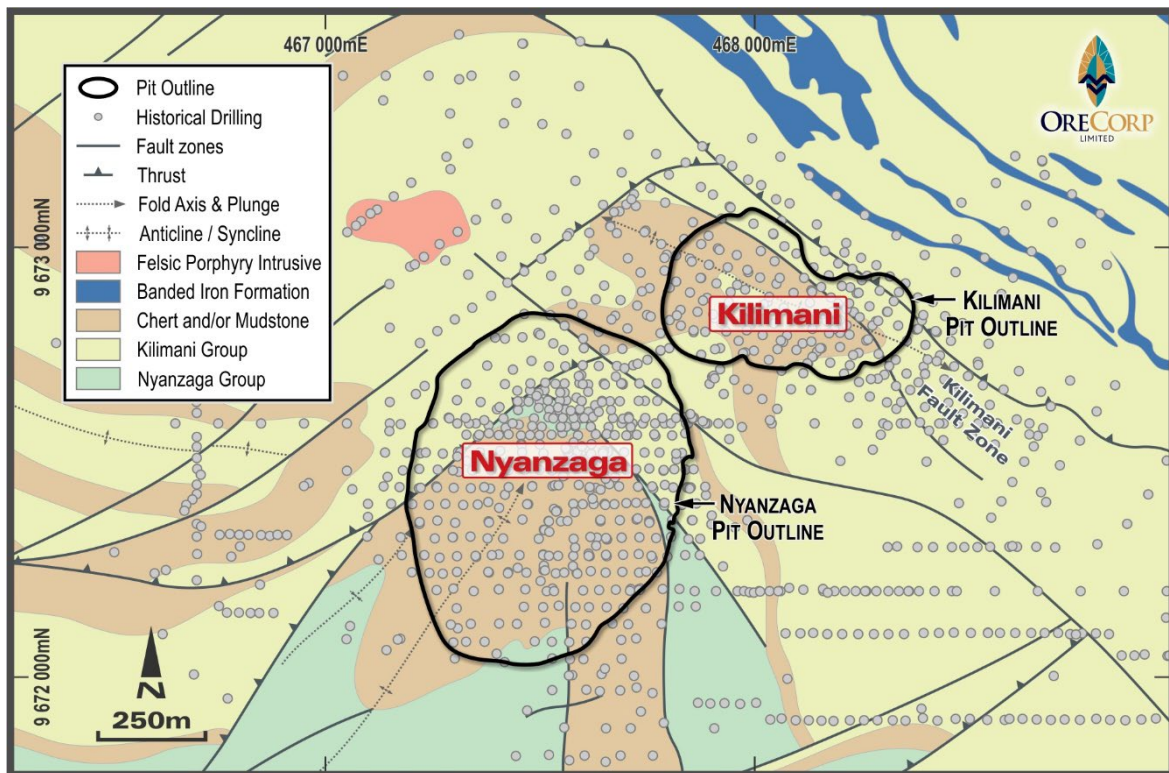 467 000mE
468 000mE
ORECORP
LIMITED
Pit Outline
Historical Drilling
Fault zones
Thrust
Fold Axis & Plunge
Anticline / Syncline
Felsic Porphyry Intrusive
Banded Iron Formation
Chert and/or Mudstone
Kilimani Group
Nyanzaga Group
9 673 000mN
Kilimani
KILIMANI
PIT OUTLINE
Kilimani
Fault Zone
Nyanzaga
NYANZAGA
PIT OUTLINE
9 672 000mN
N
250m